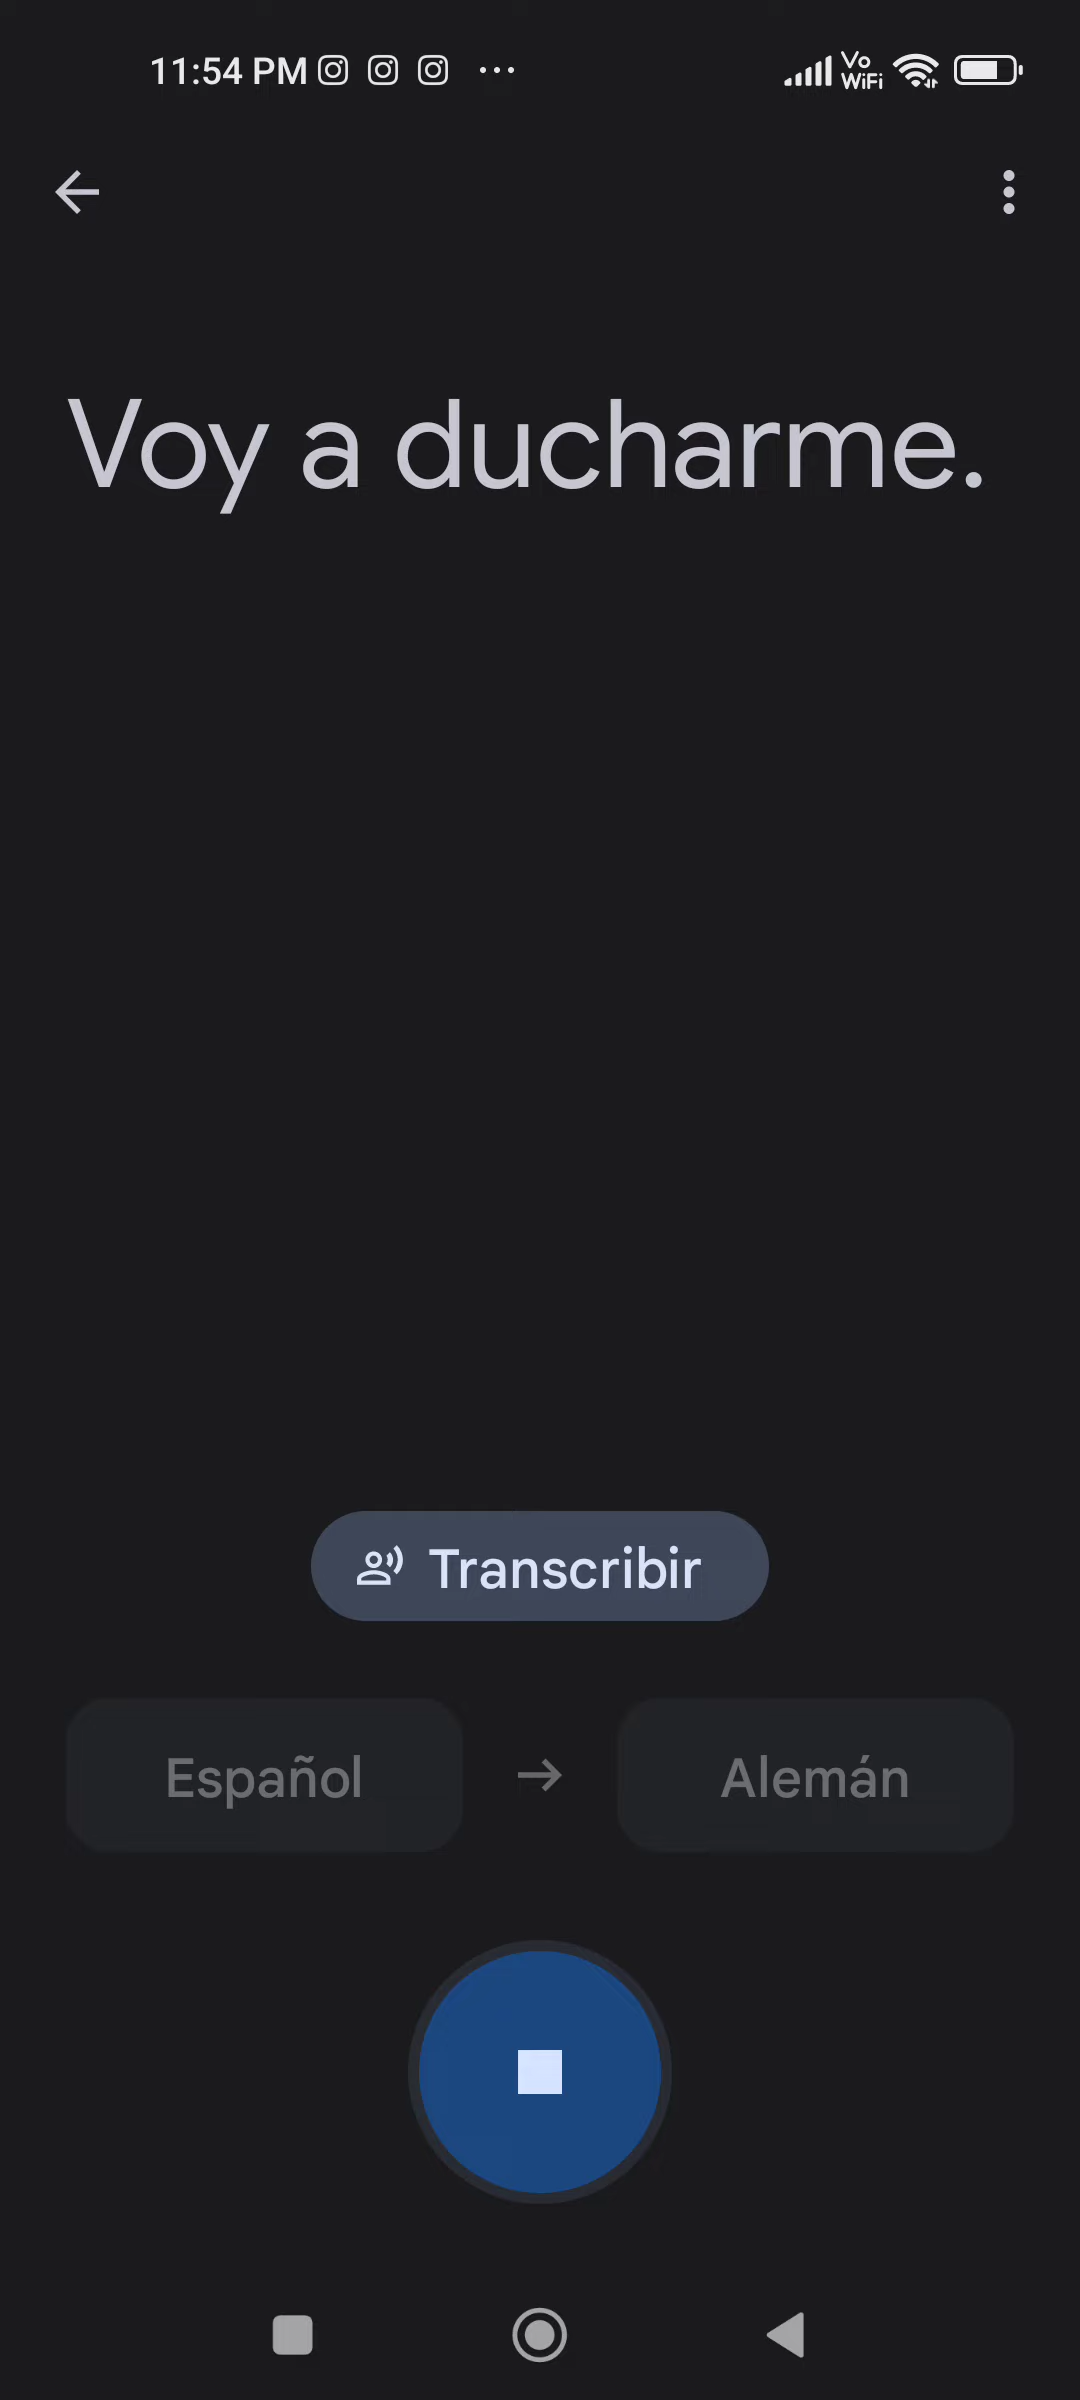 11:54 PM
Vo
WiFi
Voy a ducharme.
Transcribir
Español
Alemán